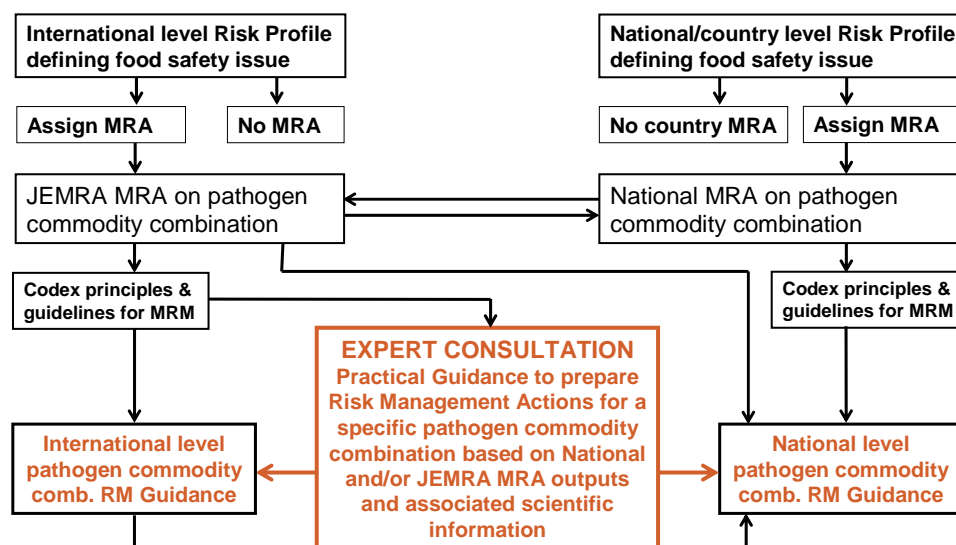 International level Risk Profile
defining food safety issue
National/country level Risk Profile
defining food safety issue
Assign MRA
No MRA
No country MRA
Assign MRA
JEMRA MRA on pathogen
commodity combination
National MRA on pathogen
commodity combination
Codex principles &
guidelines for MRM
Codex principles &
guidelines for MRM
EXPERT CONSULTATION
Practical Guidance to prepare
Risk Management Actions for a
specific pathogen commodity
combination based on National
and/or JEMRA MRA outputs
and associated scientific
information
International level
pathogen commodity
comb. RM Guidance
National level
pathogen commodity
comb. RM Guidance